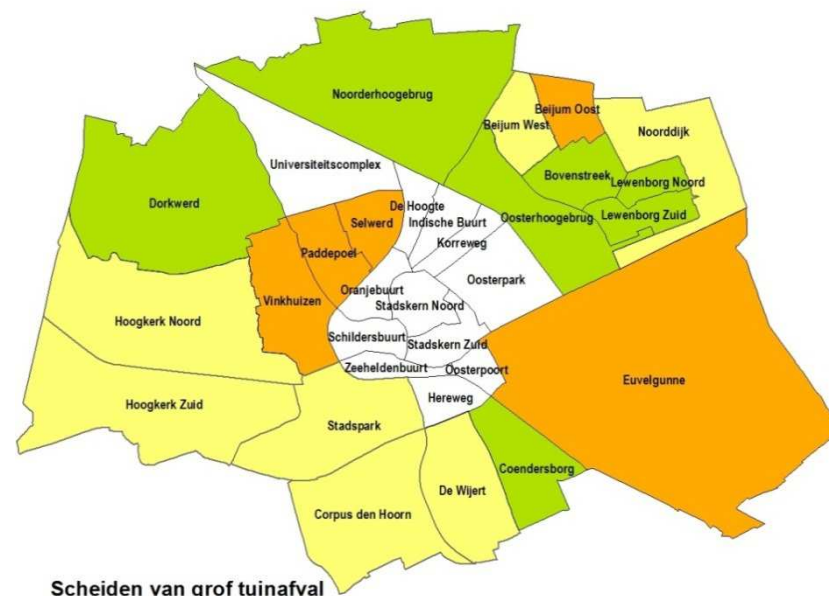 Noorderhoogebrug
Beijum Oost
Beijum West
Noorddijk
Universiteitscomplex
Bovenstreek
Lewenborg Noord
Dorkwerd
De Hoogte
Lewenborg Zuid
Selwerd
Indische Buurt
Oosterhoogebrug
Korreweg
Paddepoel
Oosterpark
Oranjebuurt
Vinkhuizen
Stadskern Noord
Hoogkerk Noord
Schildersbuurt
Stadskern Zuid
Zeeheldenbuurt
Oosterpoort
Euvelgunne
Hereweg
Hoogkerk Zuid
Stadspark
Coendersborg
De Wijert
Corpus den Hoorn
Scheiden van grof tuinafval